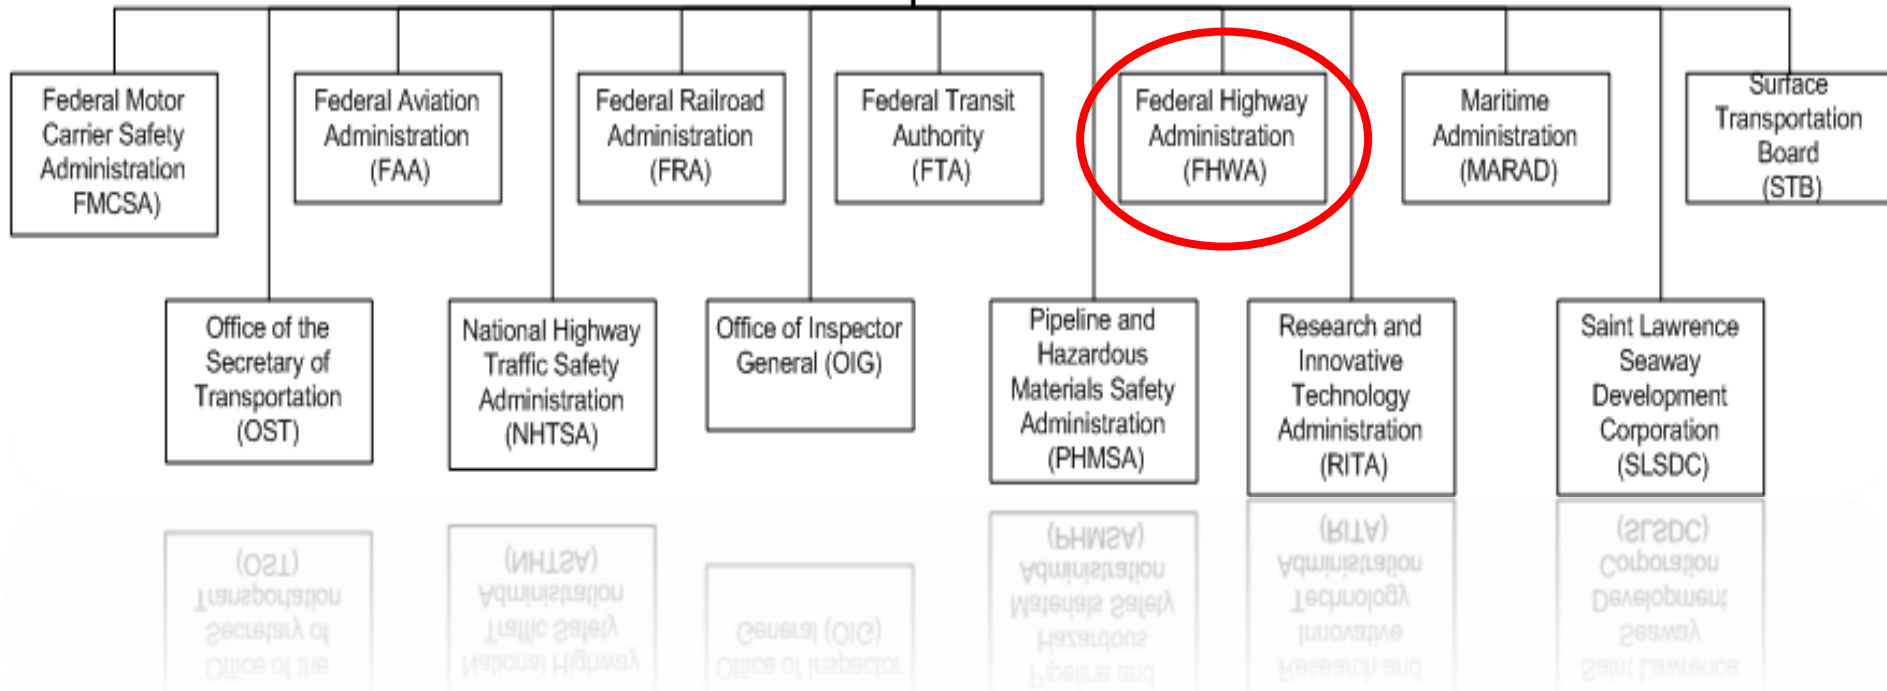 Federal Motor
Carrier Safety
Administration
FMCSA)
Federal Aviation
Administration
(FAA)
Federal Railroad
Administration
(FRA)
Federal Transit
Authority
(FTA)
Federal Highway
Administration
(FHWA)
Maritime
Administration
(MARAD)
Surface
Transportation
Board
(STB)
Office of the
Secretary of
Transportation
(OST)
National Highway
Traffic Safety
Administration
(NHTSA)
Office of Inspector
General (OIG)
Pipeline and
Hazardous
Materials Safety
Administration
(PHMSA)
Research and
Innovative
Technology
Administration
(RITA)
Saint Lawrence
Seaway
Development
Corporation
(SLSDC)